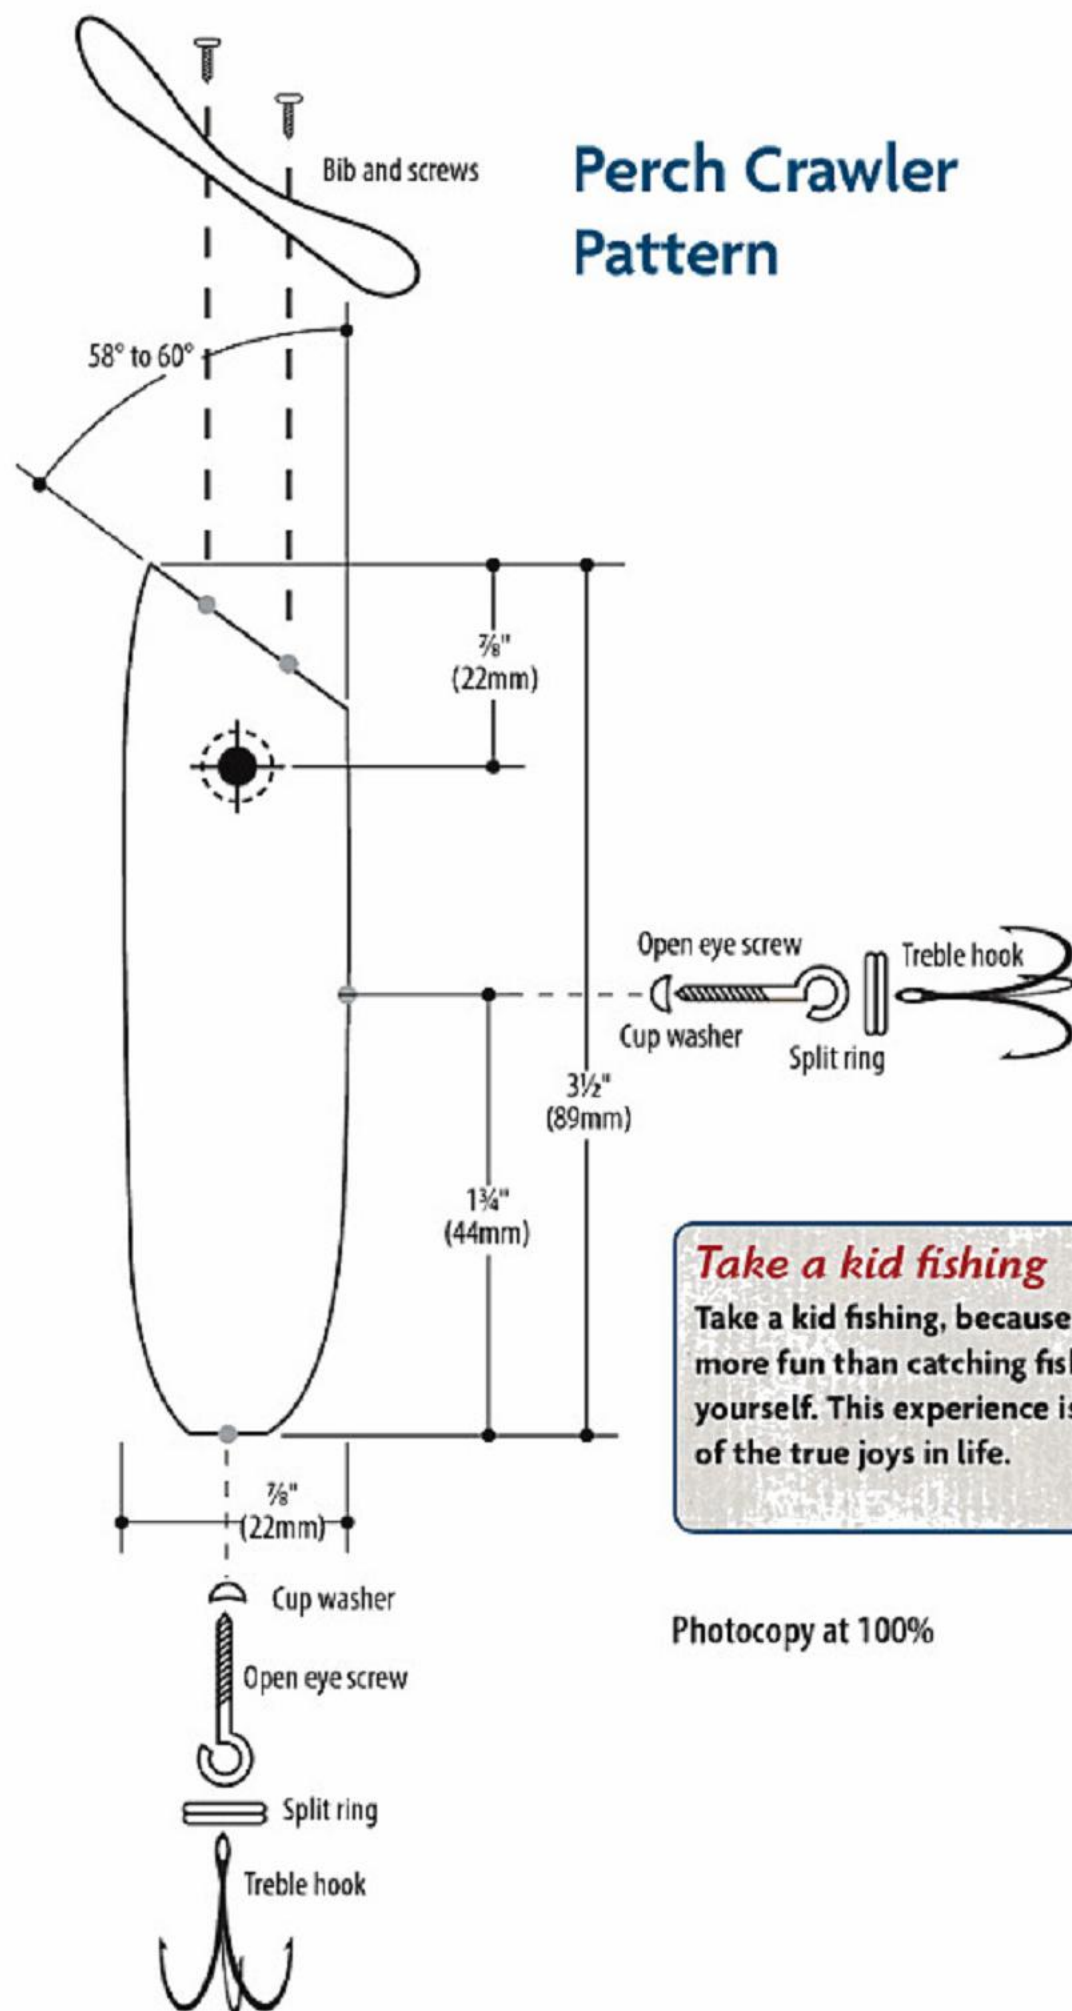 Perch Crawler
Pattern
Bib and screws
58° to 60°
⅞"
(22mm)
Open eye screw
Treble hook
Cup washer
Split ring
3½"
(89mm)
1¾"
(44mm)
Take a kid fishing
Take a kid fishing, because
more fun than catching fis
yourself. This experience is
of the true joys in life.
⅞"
(22mm)
Cup washer
Open eye screw
Split ring
Treble hook
Photocopy at 100%